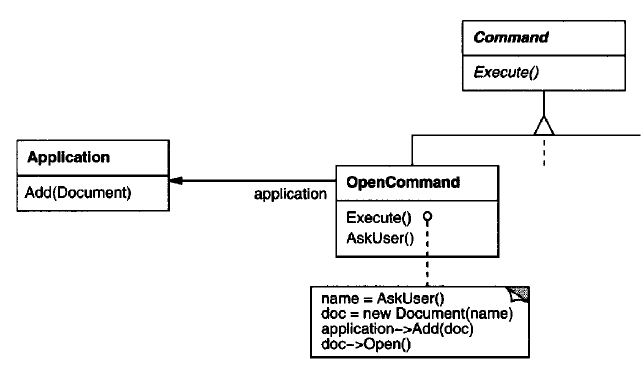 Command
Execute()
Application
Add(Document)
application
OpenCommand
Execute()
AskUser()
name = AskUser()
doc = new Document(name)
application->Add(doc)
doc->Open()